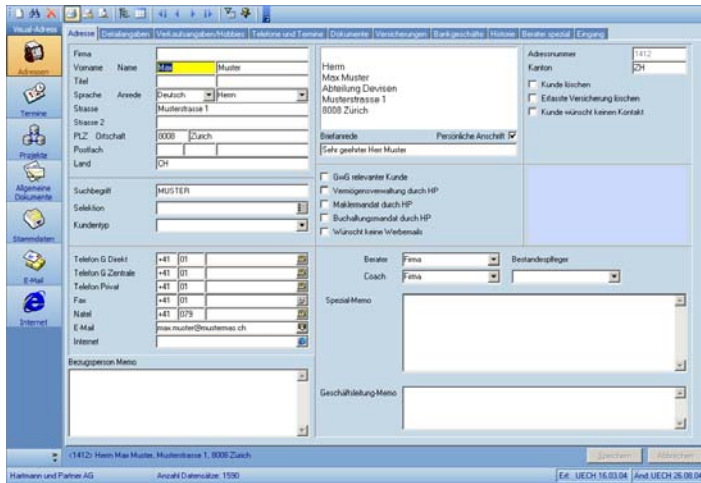 Visual-Adress
Adressen
Termine
Projekte
Allgemeine Dokumente
Stammdaten
E-Mail
Internet
Adresse Detailangaben Verkaufsangaben/Hobbies Telefone und Termine Dokumente Versicherungen Bankgeschäfte Historie Berater spezial Eingang
Firma
Vorname Name Max Muster
Titel
Sprache Anrede Deutsch Herrn
Strasse Musterstrasse 1
Strasse 2
PLZ Ortschaft 8008 Zürich
Postfach
Land CH
Herrn
Max Muster
Abteilung Devisen
Musterstrasse 1
8008 Zürich
Briefanrede Persönliche Anschrift
Sehr geehrter Herr Muster
Adressnummer 1412
Kanton ZH
Kunde löschen
Erfasste Versicherung löschen
Kunde wünscht keinen Kontakt
Suchbegriff MUSTER
Selektion
Kundentyp
GwG relevanter Kunde
Vermögensverwaltung durch HP
Maklermandat durch HP
Buchaltungsmandat durch HP
Wünscht keine Werbemails
Telefon G Direkt +41 01
Telefon G Zentrale +41 01
Telefon Privat +41 01
Fax +41 01
Natel +41 079
E-Mail max.muster@musternas.ch
Internet
Berater Firma Bestandespfleger
Coach Firma
Spezial-Memo
Bezugsperson Memo
Geschäftsleitung-Memo
<1412> Herrn Max Muster, Musterstrasse 1, 8008 Zürich
Speichern Abbrechen
Hartmann und Partner AG Anzahl Datensätze: 1590 Erf.: UECH 16.03.04 Änd: UECH 26.08.04